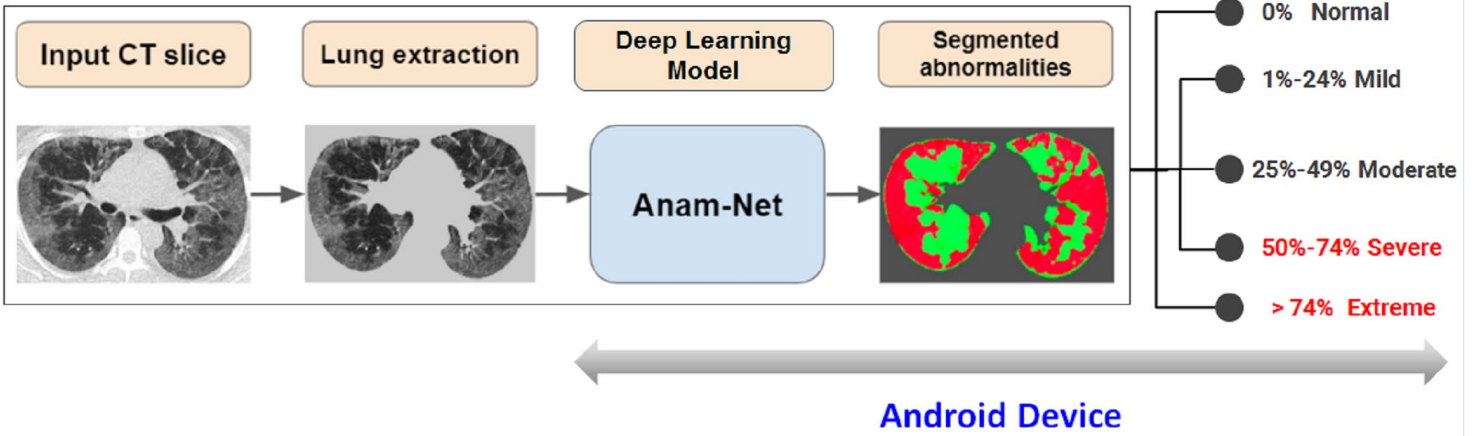 Input CT slice
Lung extraction
Deep Learning
Model
Segmented
abnormalities
Anam-Net
0% Normal
1%-24% Mild
25%-49% Moderate
50%-74% Severe
> 74% Extreme
Android Device